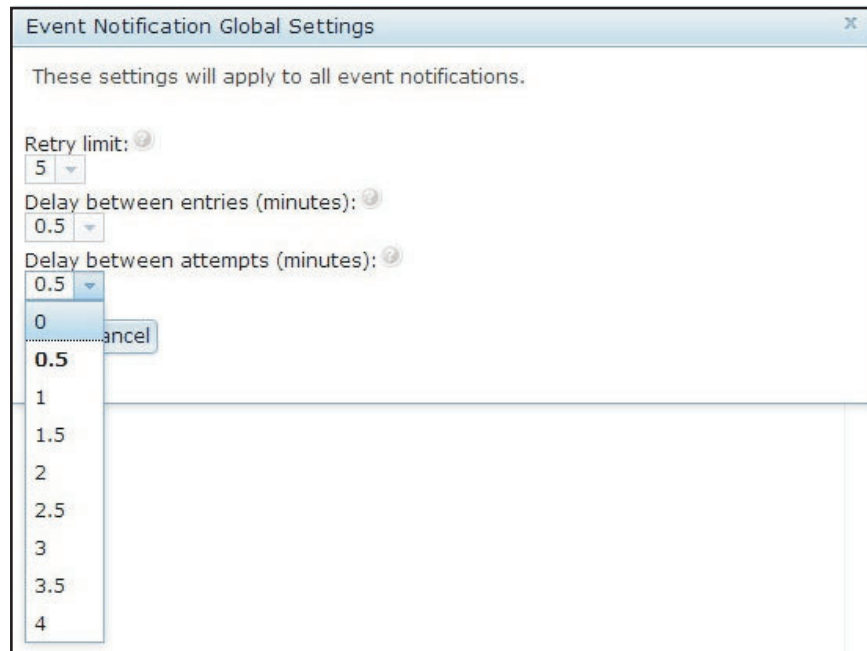 Event Notification Global Settings x
These settings will apply to all event notifications.
Retry limit: ?
5
Delay between entries (minutes): ?
0.5
Delay between attempts (minutes): ?
0.5
0
ancel
0.5
1
1.5
2
2.5
3
3.5
4